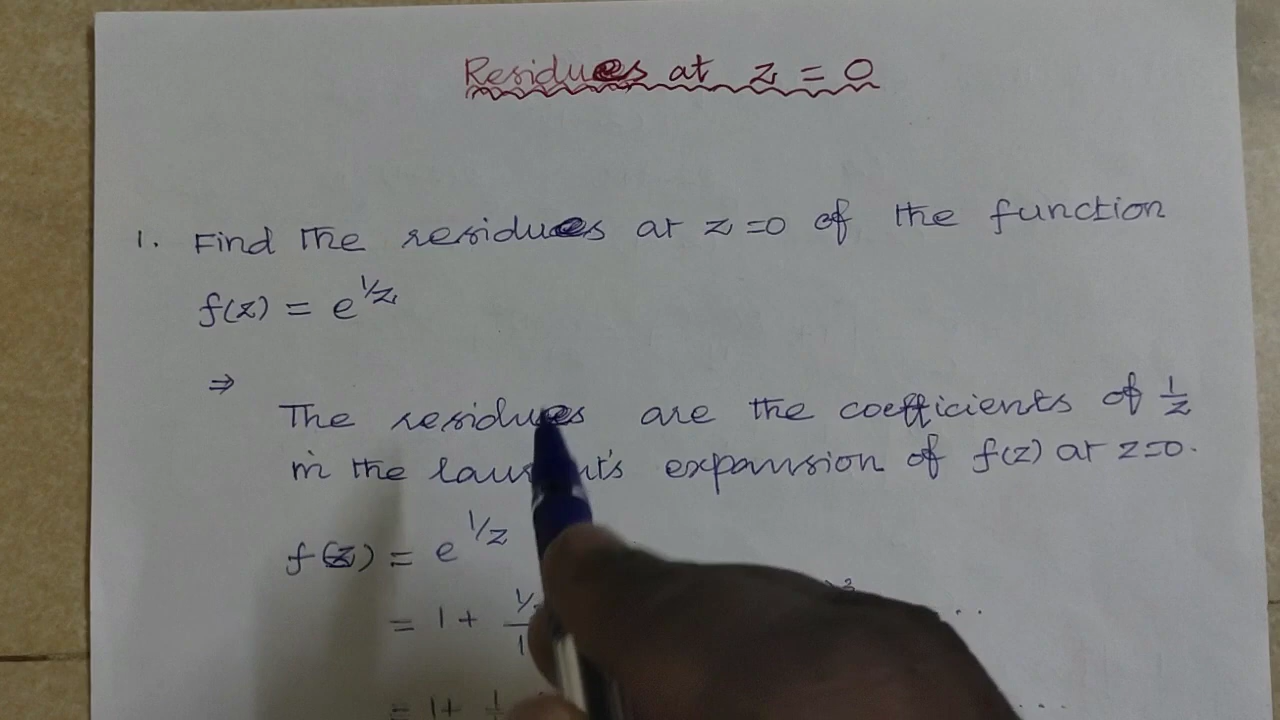 Residues at z = 0
1. Find the residues at z=0 of the function
f(z) = e^1/z
⇒
The residues are the coefficients of 1/z
in the expansion of f(z) at z=0.
f(z) = e^1/z
= 1 +
= 1+